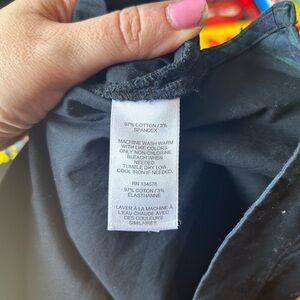 97% COTTON / 3%
SPANDEX
MACHINE WASH WARM
WITH LIKE COLORS.
ONLY NON-CHLORINE
BLEACH WHEN
NEEDED.
TUMBLE DRY LOW.
COOL IRON IF NEEDED.
RN 134578
97% COTON / 3%
ÉLASTHANNE
LAVER À LA MACHINE À
L'EAU CHAUDE AVEC
DES COULEURS
SIMILAIRES.